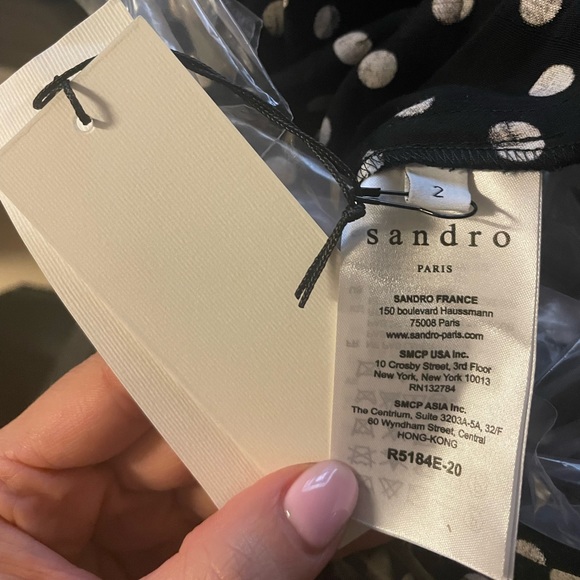 2
sandro
PARIS
SANDRO FRANCE
150 boulevard Haussmann
75008 Paris
www.sandro-paris.com
SMCP USA Inc.
10 Crosby Street, 3rd Floor
New York, New York 10013
RN132784
SMCP ASIA Inc.
The Centrium, Suite 3203A-5A, 32/F
60 Wyndham Street, Central
HONG-KONG
R5184E-20